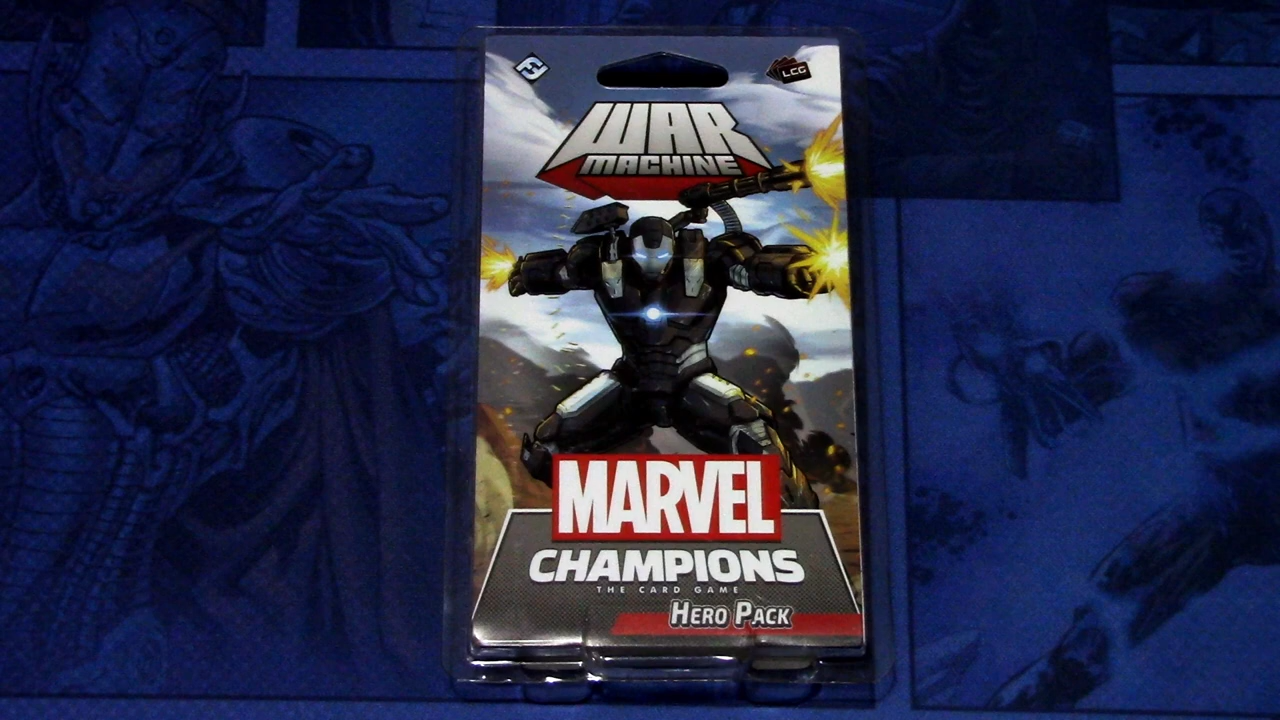 LCG
WAR
MACHINE
MARVEL
CHAMPIONS
THE CARD GAME
HERO PACK